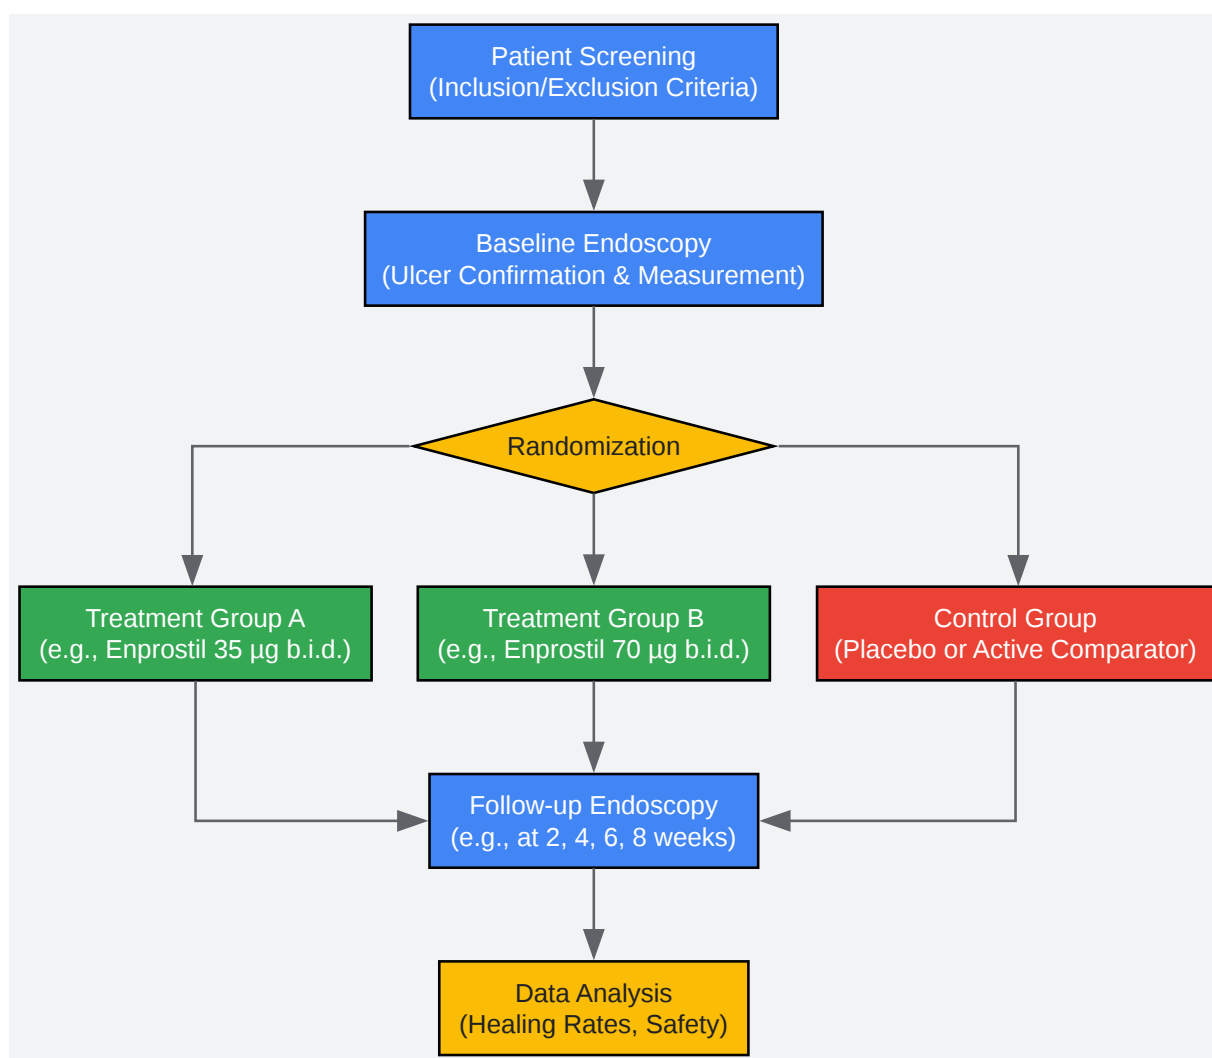 Patient Screening
(Inclusion/Exclusion Criteria)
Baseline Endoscopy
(Ulcer Confirmation & Measurement)
Randomization
Treatment Group A
(e.g., Enprostil 35 µg b.i.d.)
Treatment Group B
(e.g., Enprostil 70 µg b.i.d.)
Control Group
(Placebo or Active Comparator)
Follow-up Endoscopy
(e.g., at 2, 4, 6, 8 weeks)
Data Analysis
(Healing Rates, Safety)